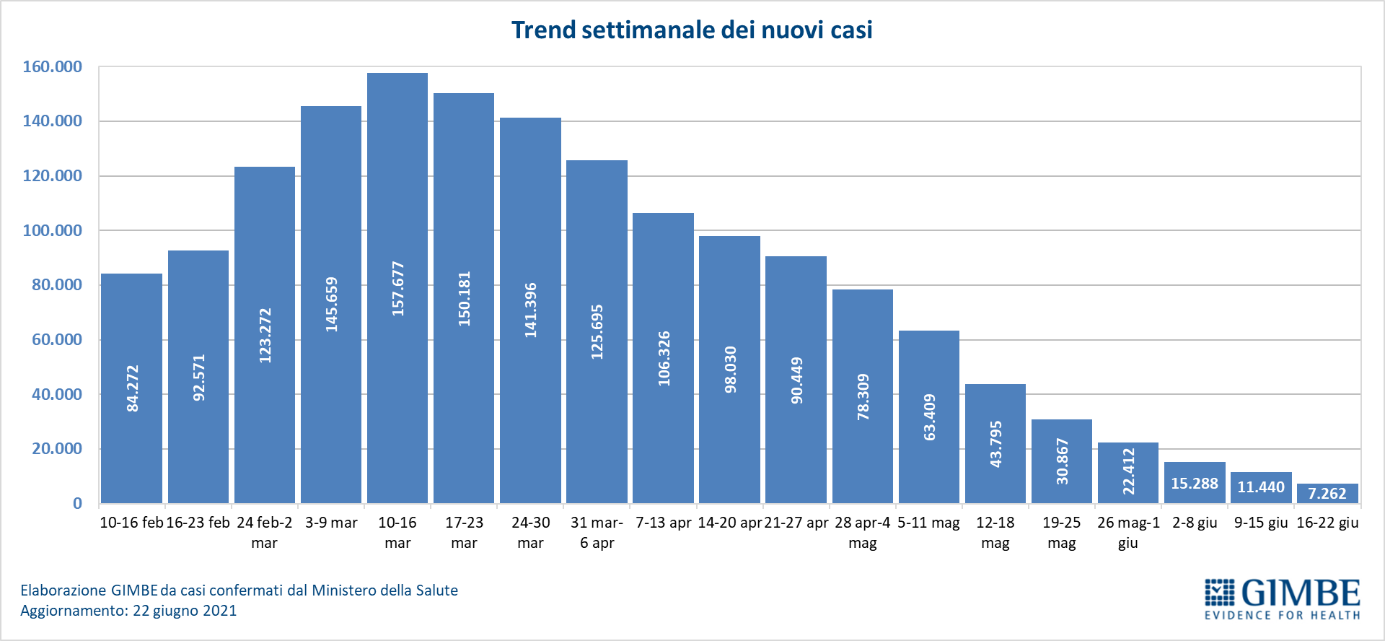 Trend settimanale dei nuovi casi
160.000
140.000
120.000
100.000
80.000
60.000
40.000
20.000
0
84.272
92.571
123.272
145.659
157.677
150.181
141.396
125.695
106.326
98.030
90.449
78.309
63.409
43.795
30.867
22.412
15.288
11.440
7.262
10-16 feb
16-23 feb
24 feb-2
mar
3-9 mar
10-16
mar
17-23
mar
24-30
mar
31 mar-
6 apr
7-13 apr
14-20 apr
21-27 apr
28 apr-4
mag
5-11 mag
12-18
mag
19-25
mag
26 mag-1
giu
2-8 giu
9-15 giu
16-22 giu
Elaborazione GIMBE da casi confermati dal Ministero della Salute
Aggiornamento: 22 giugno 2021
GIMBE
EVIDENCE FOR HEALTH